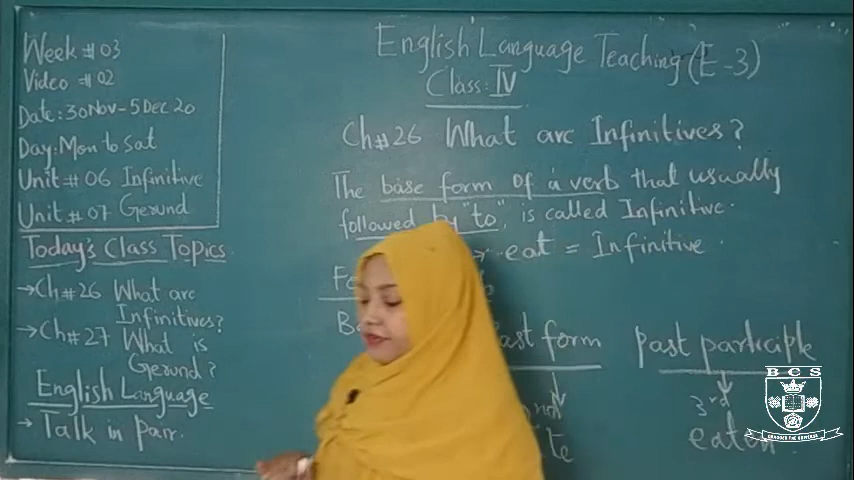 Week # 03
Video # 02
Date: 30Nov-5Dec 20
Day: Mon to Sat
Unit # 06 Infinitive
Unit # 07 Gerund
Today's Class Topics
→ Ch#26 What are
Infinitives?
→ Ch#27 What is
Gerund?
English Language
→ Talk in Parr.
English Language Teaching (E-3)
Class: IV
Ch#26 What are Infinitives?
The base form of a verb that usually
followed by "to", is called Infinitive.
eat = Infinitive.
form
past participle
3rd
eaten
BCS